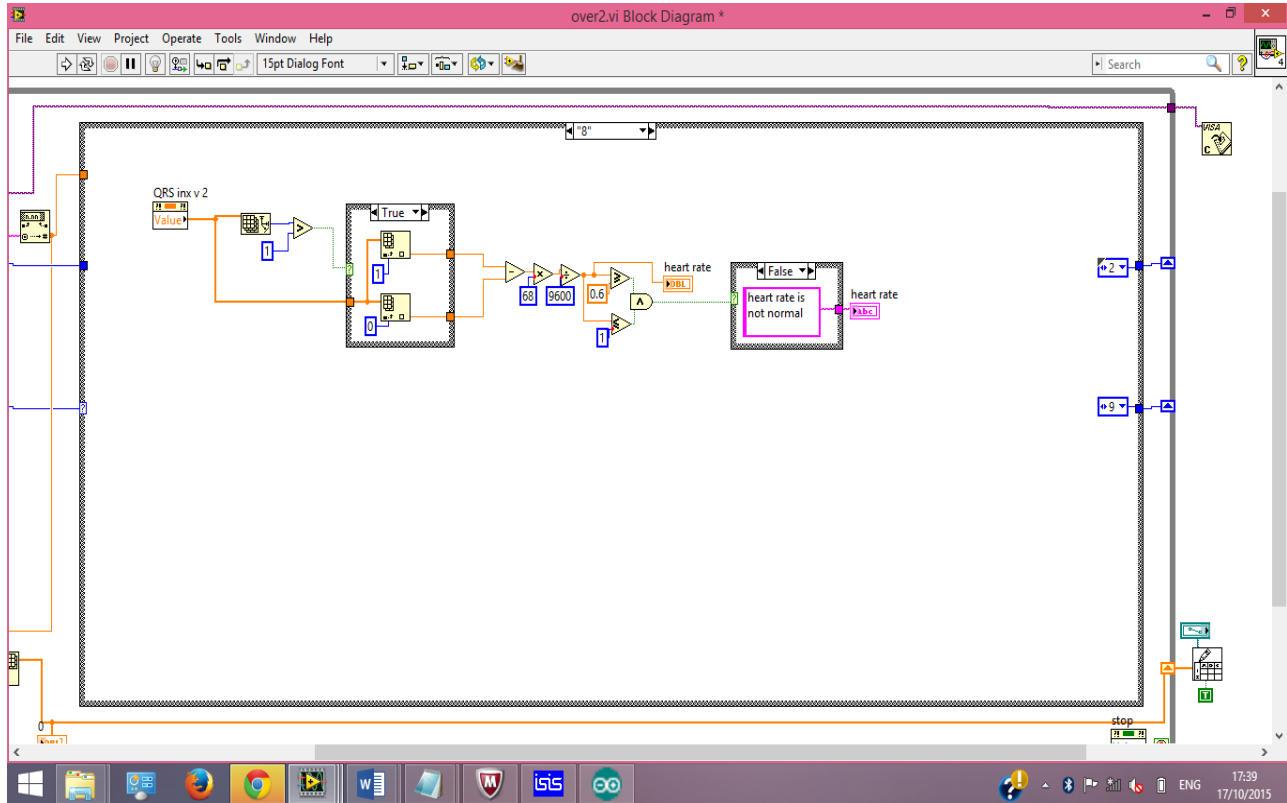 over2.vi Block Diagram *
File Edit View Project Operate Tools Window Help
15pt Dialog Font
Search
4
"8"
VISA
C
QRS inx v 2
Value
True
1
1
0
68
9600
0.6
1
heart rate
DBL
False
heart rate is
not normal
heart rate
abc
2
9
T
0
stop
W
isis
ENG
17:39
17/10/2015